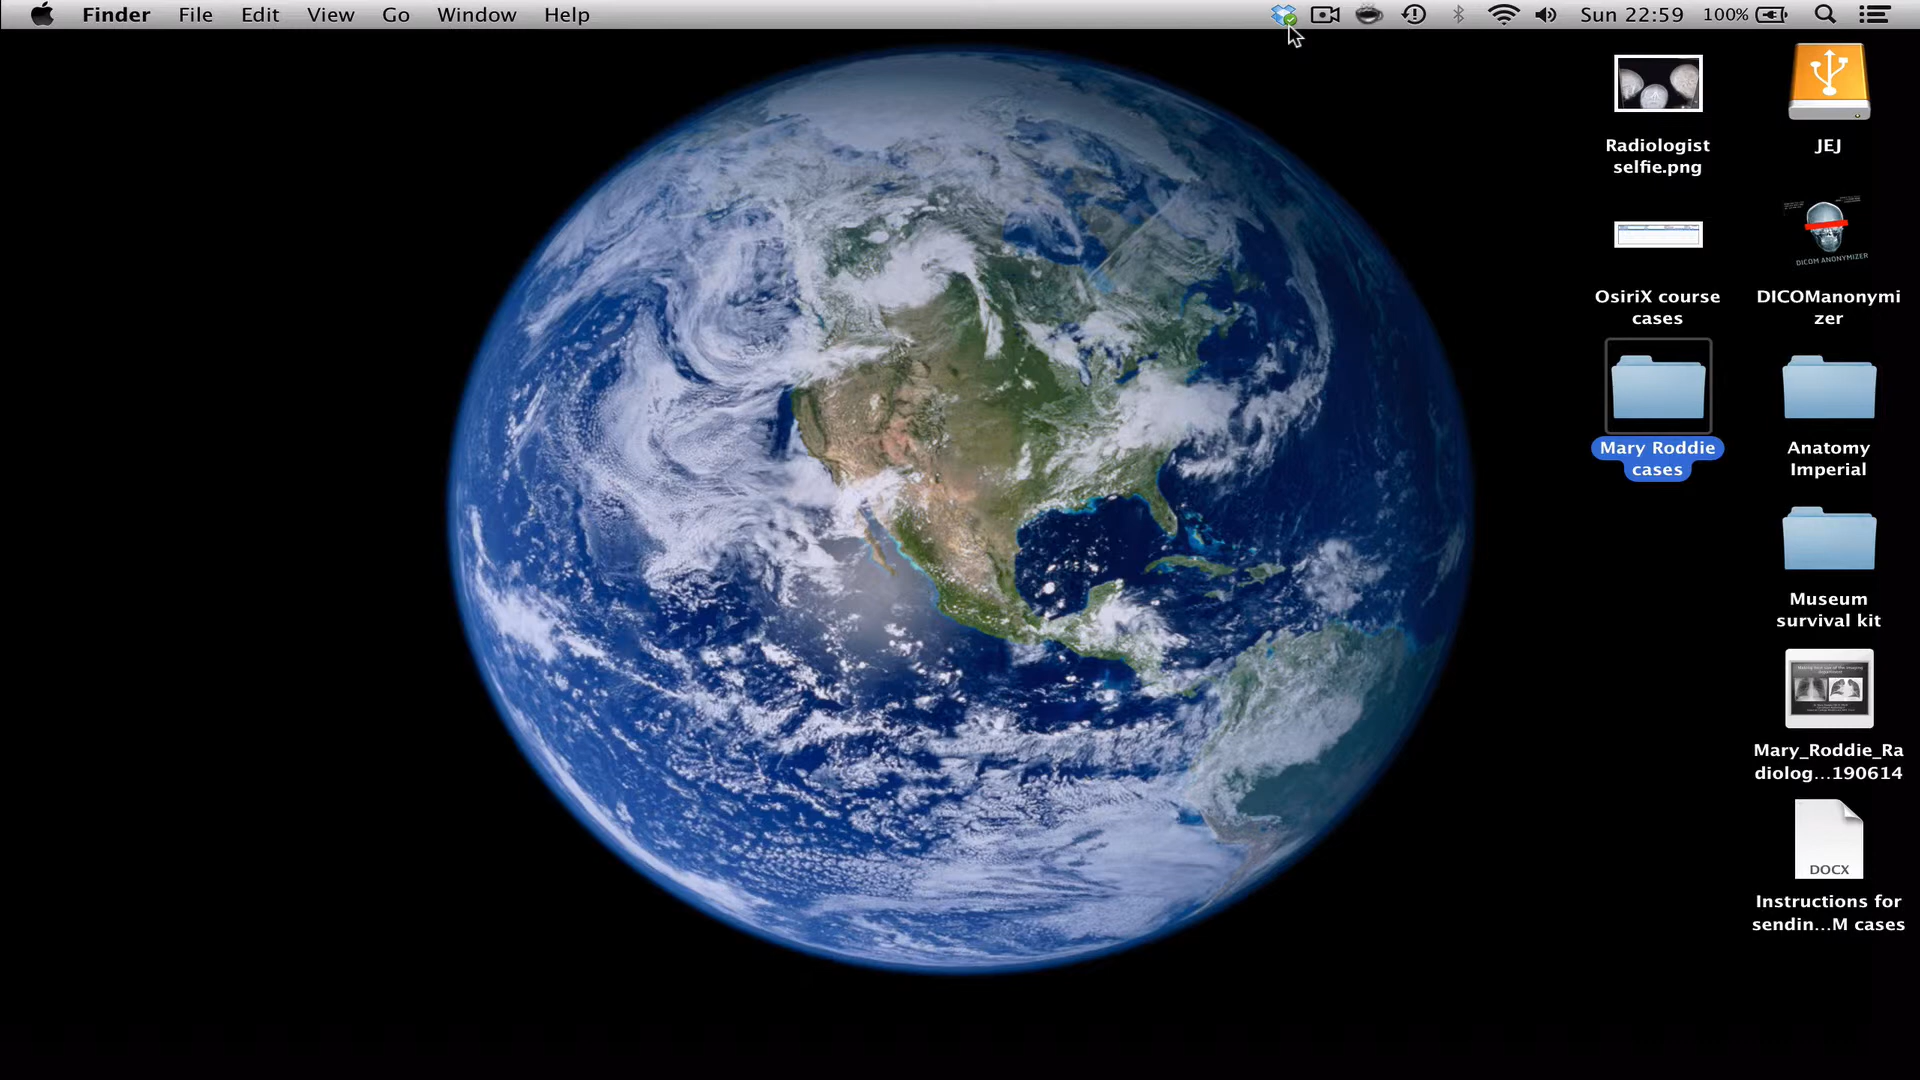 Finder File Edit View Go Window Help Sun 22:59 100%
Radiologist
selfie.png
JEJ
OsiriX course
cases
DICOM ANONYMIZER
DICOManonymi
zer
Mary Roddie
cases
Anatomy
Imperial
Museum
survival kit
Mary_Roddie_Ra
diolog...190614
DOCX
Instructions for
sendin...M cases